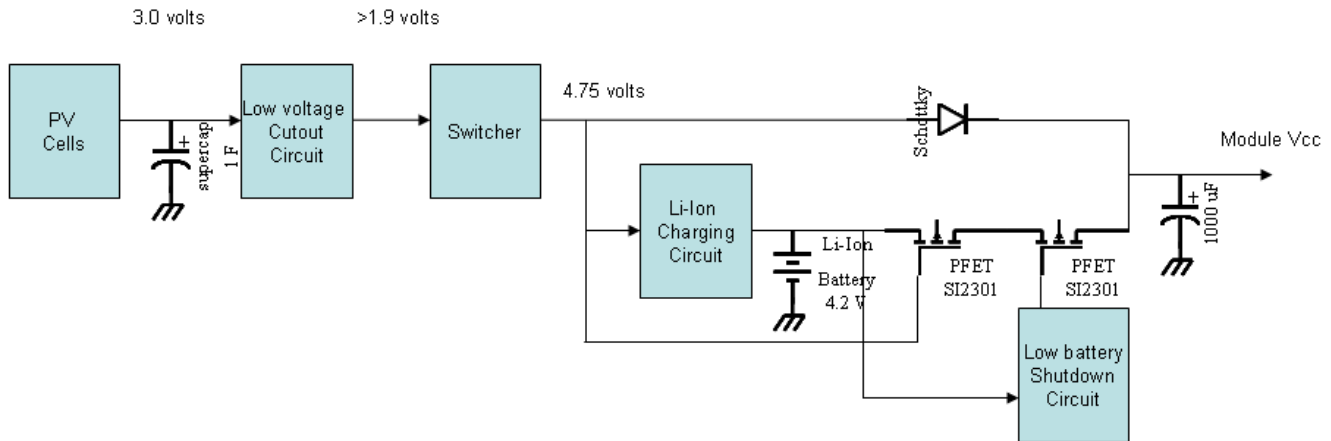 3.0 volts
>1.9 volts
PV
Cells
+
supercap
1 F
Low voltage
Cutout
Circuit
Switcher
4.75 volts
Schottky
Module Vcc
+
1000 uF
Li-Ion
Charging
Circuit
Li-Ion
Battery
4.2 V
PFET
SI2301
PFET
SI2301
Low battery
Shutdown
Circuit